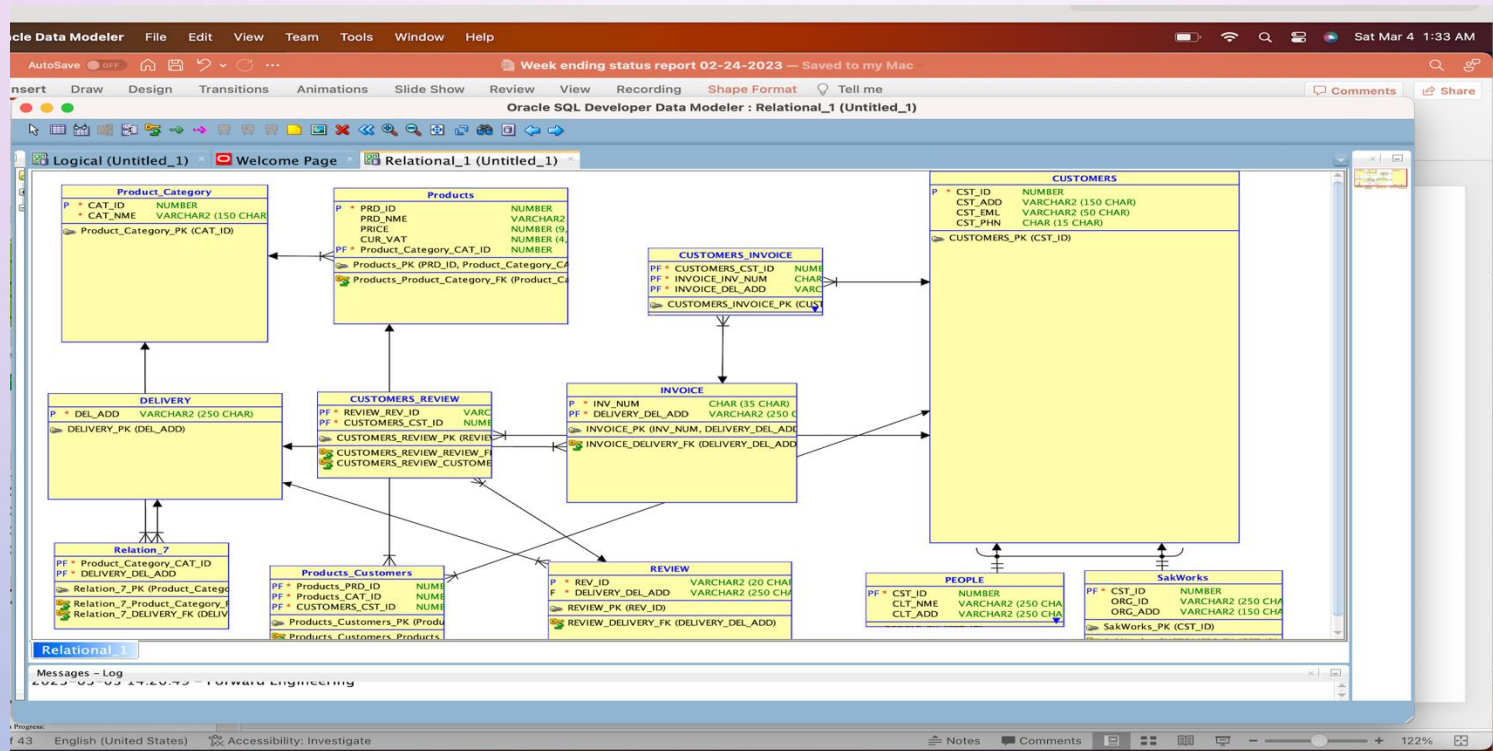 cle Data Modeler File Edit View Team Tools Window Help Sat Mar 4 1:33 AM
AutoSave OFF Week ending status report 02-24-2023 — Saved to my Mac
nsert Draw Design Transitions Animations Slide Show Review View Recording Shape Format Tell me Comments Share
Oracle SQL Developer Data Modeler : Relational_1 (Untitled_1)
Logical (Untitled_1) Welcome Page Relational_1 (Untitled_1)
Product_Category
P * CAT_ID NUMBER
* CAT_NME VARCHAR2 (150 CHAR
Product_Category_PK (CAT_ID)
Products
P * PRD_ID NUMBER
PRD_NME VARCHAR2
PRICE NUMBER (9,
CUR_VAT NUMBER (4,
PF * Product_Category_CAT_ID NUMBER
Products_PK (PRD_ID, Product_Category_CA
Products_Product_Category_FK (Product_Ca
CUSTOMERS
P * CST_ID NUMBER
CST_ADD VARCHAR2 (150 CHAR)
CST_EML VARCHAR2 (50 CHAR)
CST_PHN CHAR (15 CHAR)
CUSTOMERS_PK (CST_ID)
CUSTOMERS_INVOICE
PF * CUSTOMERS_CST_ID NUME
PF * INVOICE_INV_NUM CHAR
PF * INVOICE_DEL_ADD VARC
CUSTOMERS_INVOICE_PK (CUST
DELIVERY
P * DEL_ADD VARCHAR2 (250 CHAR)
DELIVERY_PK (DEL_ADD)
CUSTOMERS_REVIEW
PF * REVIEW_REV_ID VARC
PF * CUSTOMERS_CST_ID NUME
CUSTOMERS_REVIEW_PK (REVIE
CUSTOMERS_REVIEW_REVIEW_F
CUSTOMERS_REVIEW_CUSTOME
INVOICE
P * INV_NUM CHAR (35 CHAR)
PF * DELIVERY_DEL_ADD VARCHAR2 (250 C
INVOICE_PK (INV_NUM, DELIVERY_DEL_ADD
INVOICE_DELIVERY_FK (DELIVERY_DEL_ADD
Relation_7
PF * Product_Category_CAT_ID
PF * DELIVERY_DEL_ADD
Relation_7_PK (Product_Catego
Relation_7_Product_Category_F
Relation_7_DELIVERY_FK (DELIV
Products_Customers
PF * Products_PRD_ID NUME
PF * Products_CAT_ID NUME
PF * CUSTOMERS_CST_ID NUME
Products_Customers_PK (Produ
Products_Customers_Products
REVIEW
P * REV_ID VARCHAR2 (20 CHA
F * DELIVERY_DEL_ADD VARCHAR2 (250 CHA
REVIEW_PK (REV_ID)
REVIEW_DELIVERY_FK (DELIVERY_DEL_ADD)
PEOPLE
PF * CST_ID NUMBER
CLT_NME VARCHAR2 (250 CHA
CLT_ADD VARCHAR2 (250 CHA
SakWorks
PF * CST_ID NUMBER
ORG_ID VARCHAR2 (250 CHA
ORG_ADD VARCHAR2 (150 CHA
SakWorks_PK (CST_ID)
Relational_1
Messages – Log
Forward Engineering
Progress:
f 43 English (United States) Accessibility: Investigate Notes Comments 122%